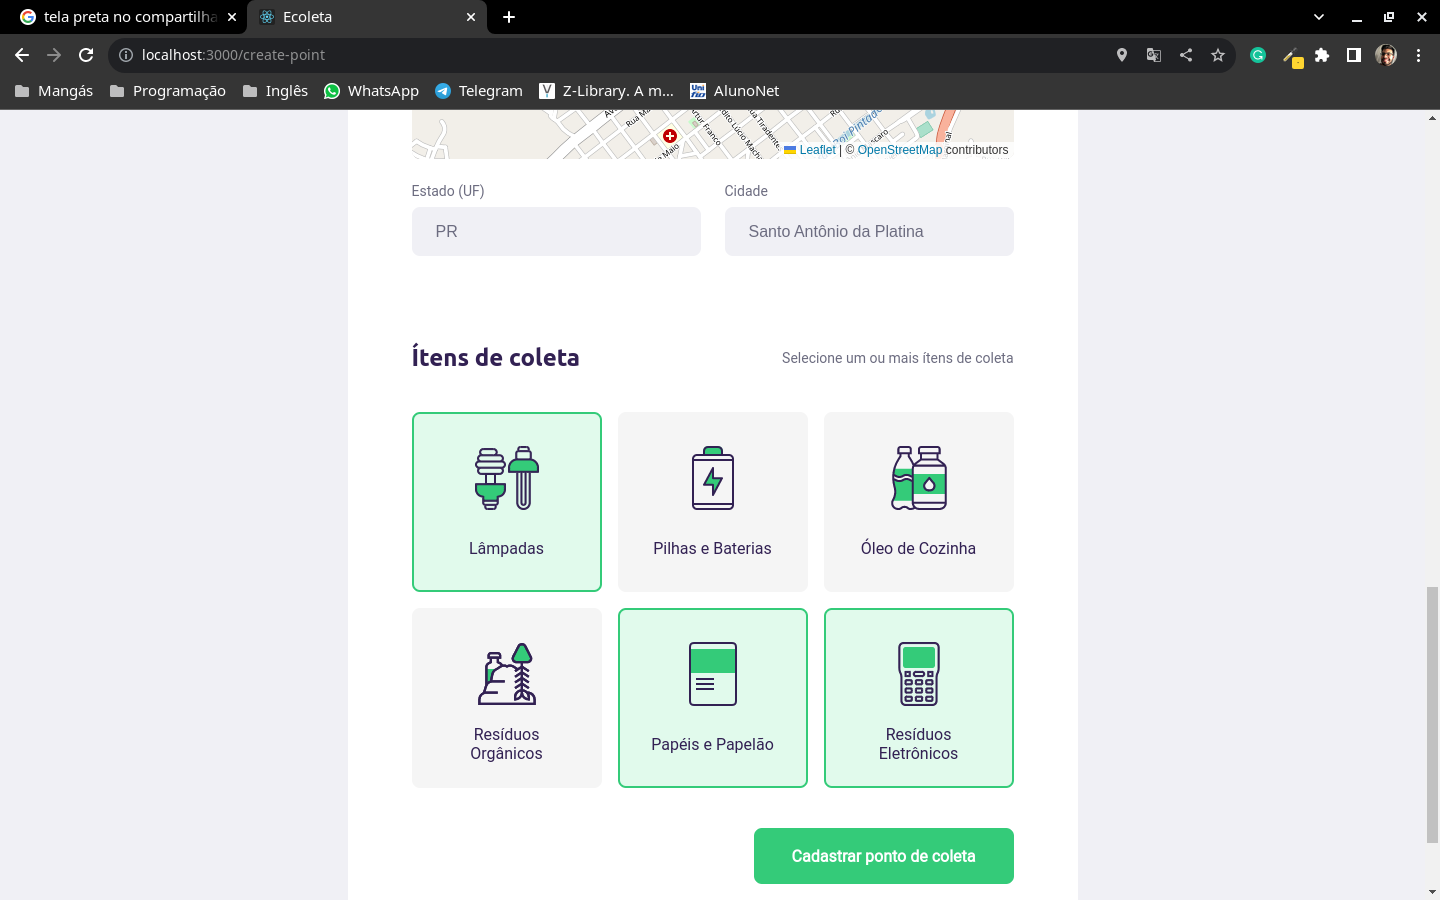 tela preta no compartilha
Ecoleta
localhost:3000/create-point
Mangás
Programação
Inglês
WhatsApp
Telegram
Z-Library. A m...
AlunoNet
Rua Tiradente
Leaflet | © OpenStreetMap contributors
Estado (UF)
Cidade
PR
Santo Antônio da Platina
Ítens de coleta
Selecione um ou mais ítens de coleta
Lâmpadas
Pilhas e Baterias
Óleo de Cozinha
Resíduos
Orgânicos
Papéis e Papelão
Resíduos
Eletrônicos
Cadastrar ponto de coleta